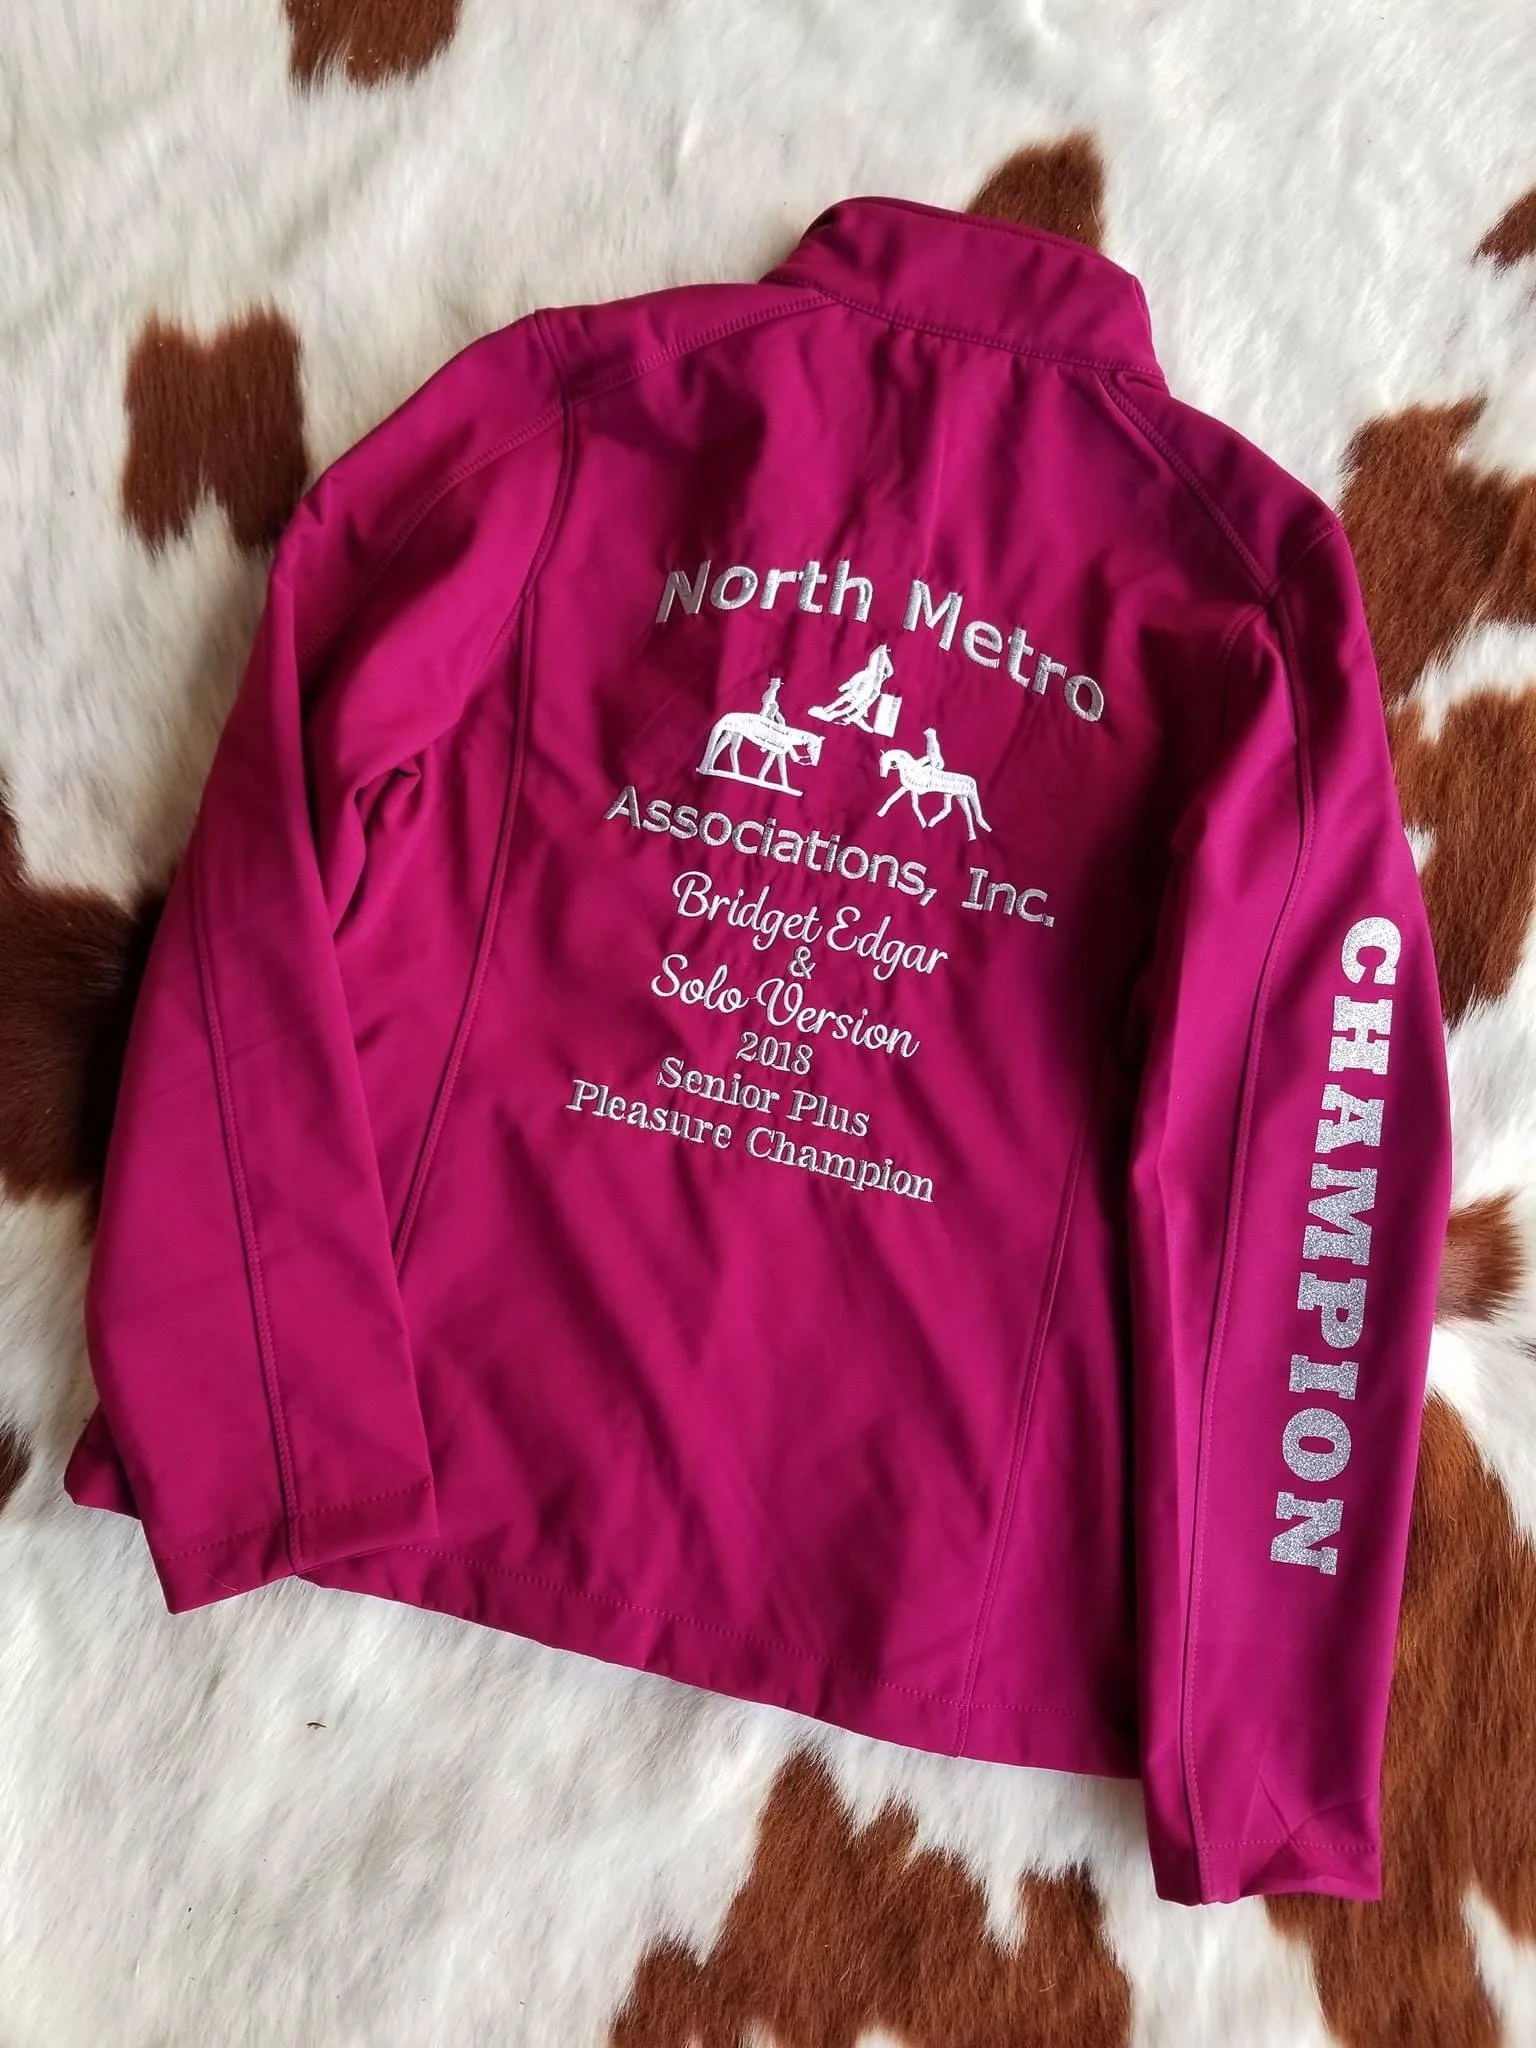 North Metro
Associations, Inc.
Bridget Edgar
&
Solo Version
2018
Senior Plus
Pleasure Champion
CHAMPION